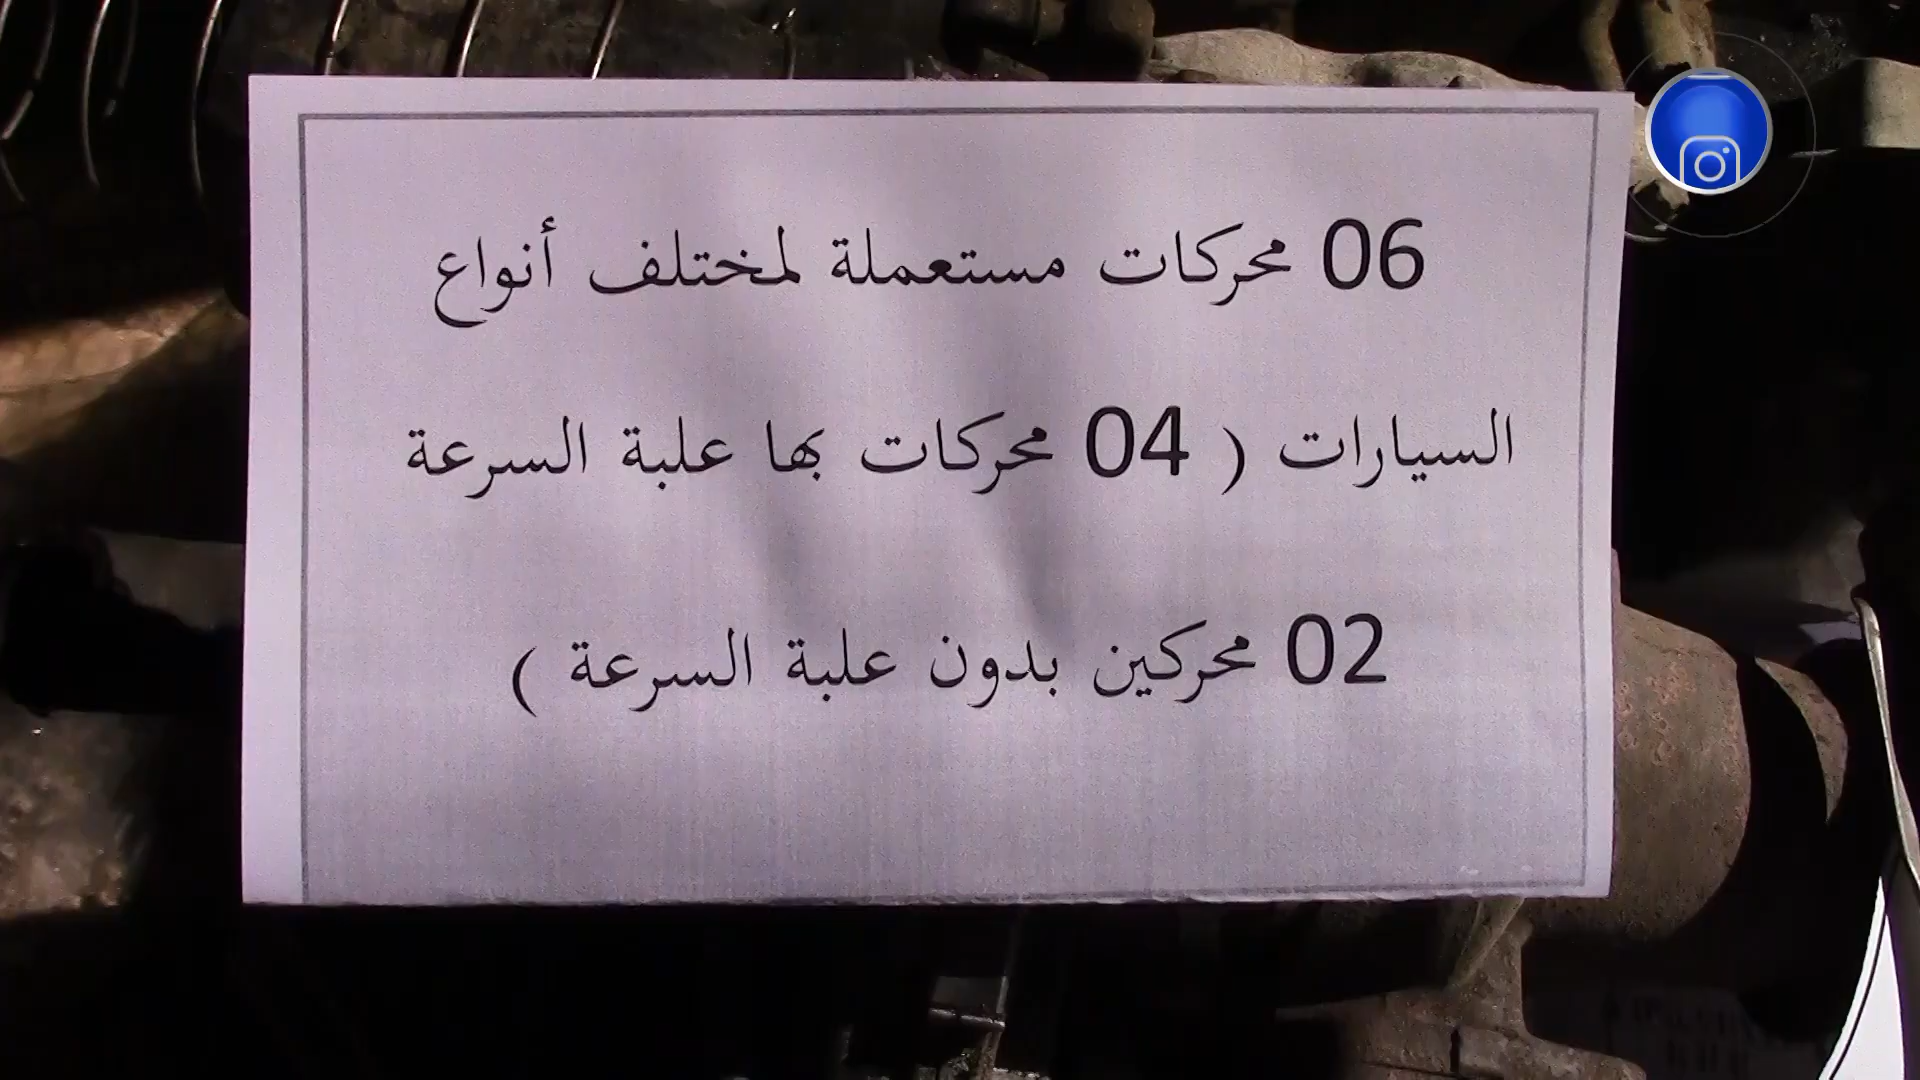 06 محركات مستعملة لمختلف أنواع
السيارات ( 04 محركات بها علبة السرعة
02 محركين بدون علبة السرعة )